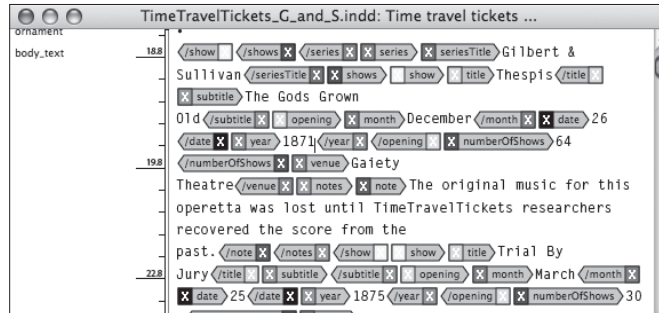 TimeTravelTickets_G_and_S.indd: Time travel tickets ...
ornament
body_text
18.8
/show /shows X /series X X series X seriesTitle Gilbert &
Sullivan /seriesTitle X X shows show X title Thespis /title X
X subtitle The Gods Grown
Old /subtitle X X opening X month December /month X X date 26
/date X X year 1871 /year X /opening X X numberOfShows 64
19.8
/numberOfShows X X venue Gaiety
Theatre /venue X X notes X note The original music for this
operetta was lost until TimeTravelTickets researchers
recovered the score from the
past. /note X /notes X /show show X title Trial By
22.8
Jury /title X X subtitle /subtitle X X opening X month March /month X
X date 25 /date X X year 1875 /year X /opening X X numberOfShows 30